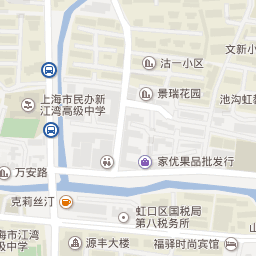 文新小
沽一小区
景瑞花园
池沟虹
上海市民办新
江湾高级中学
家优果品批发行
万安路
克莉丝汀
虹口区国税局
第八税务所
海市江湾
级中学
源丰大楼
福驿时尚宾馆